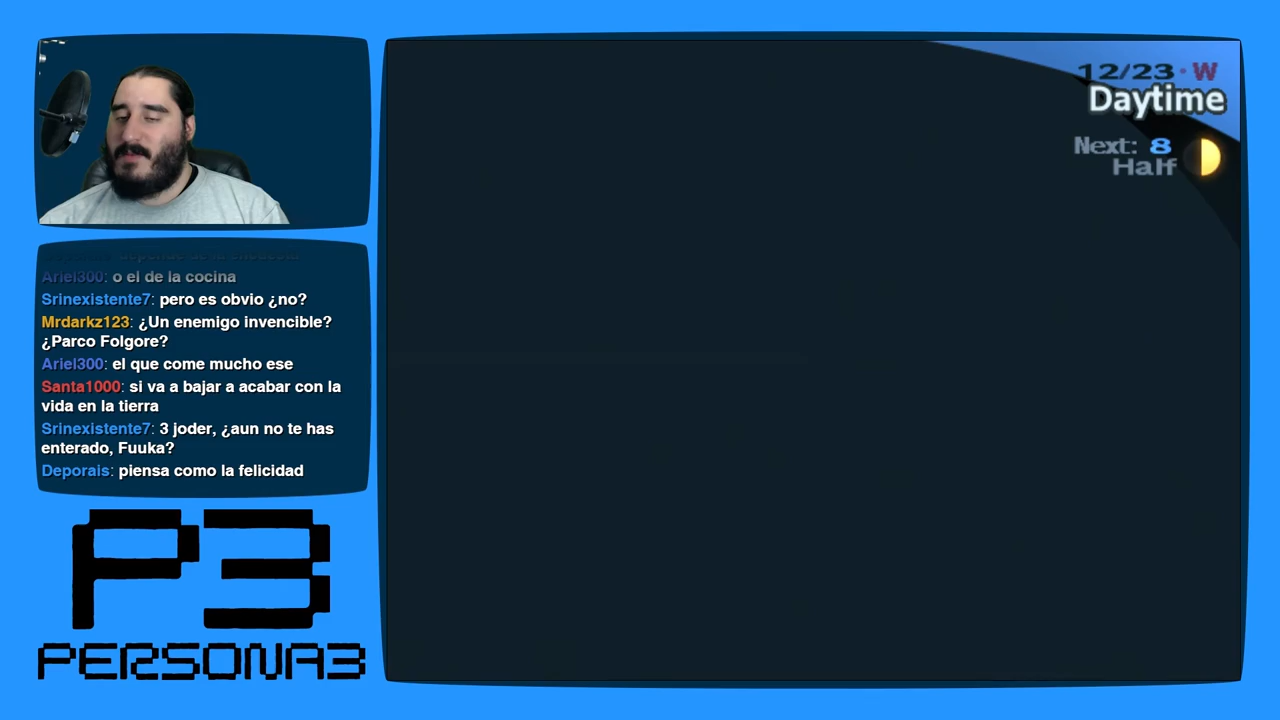 Ariel300: o el de la cocina
Srinexistente7: pero es obvio ¿no?
Mrdarkz123: ¿Un enemigo invencible?
¿Parco Folgore?
Ariel300: el que come mucho ese
Santa1000: si va a bajar a acabar con la
vida en la tierra
Srinexistente7: 3 joder, ¿aun no te has
enterado, Fuuka?
Deporais: piensa como la felicidad
P3
PERSONA3
12/23·W
Daytime
Next: 8
Half